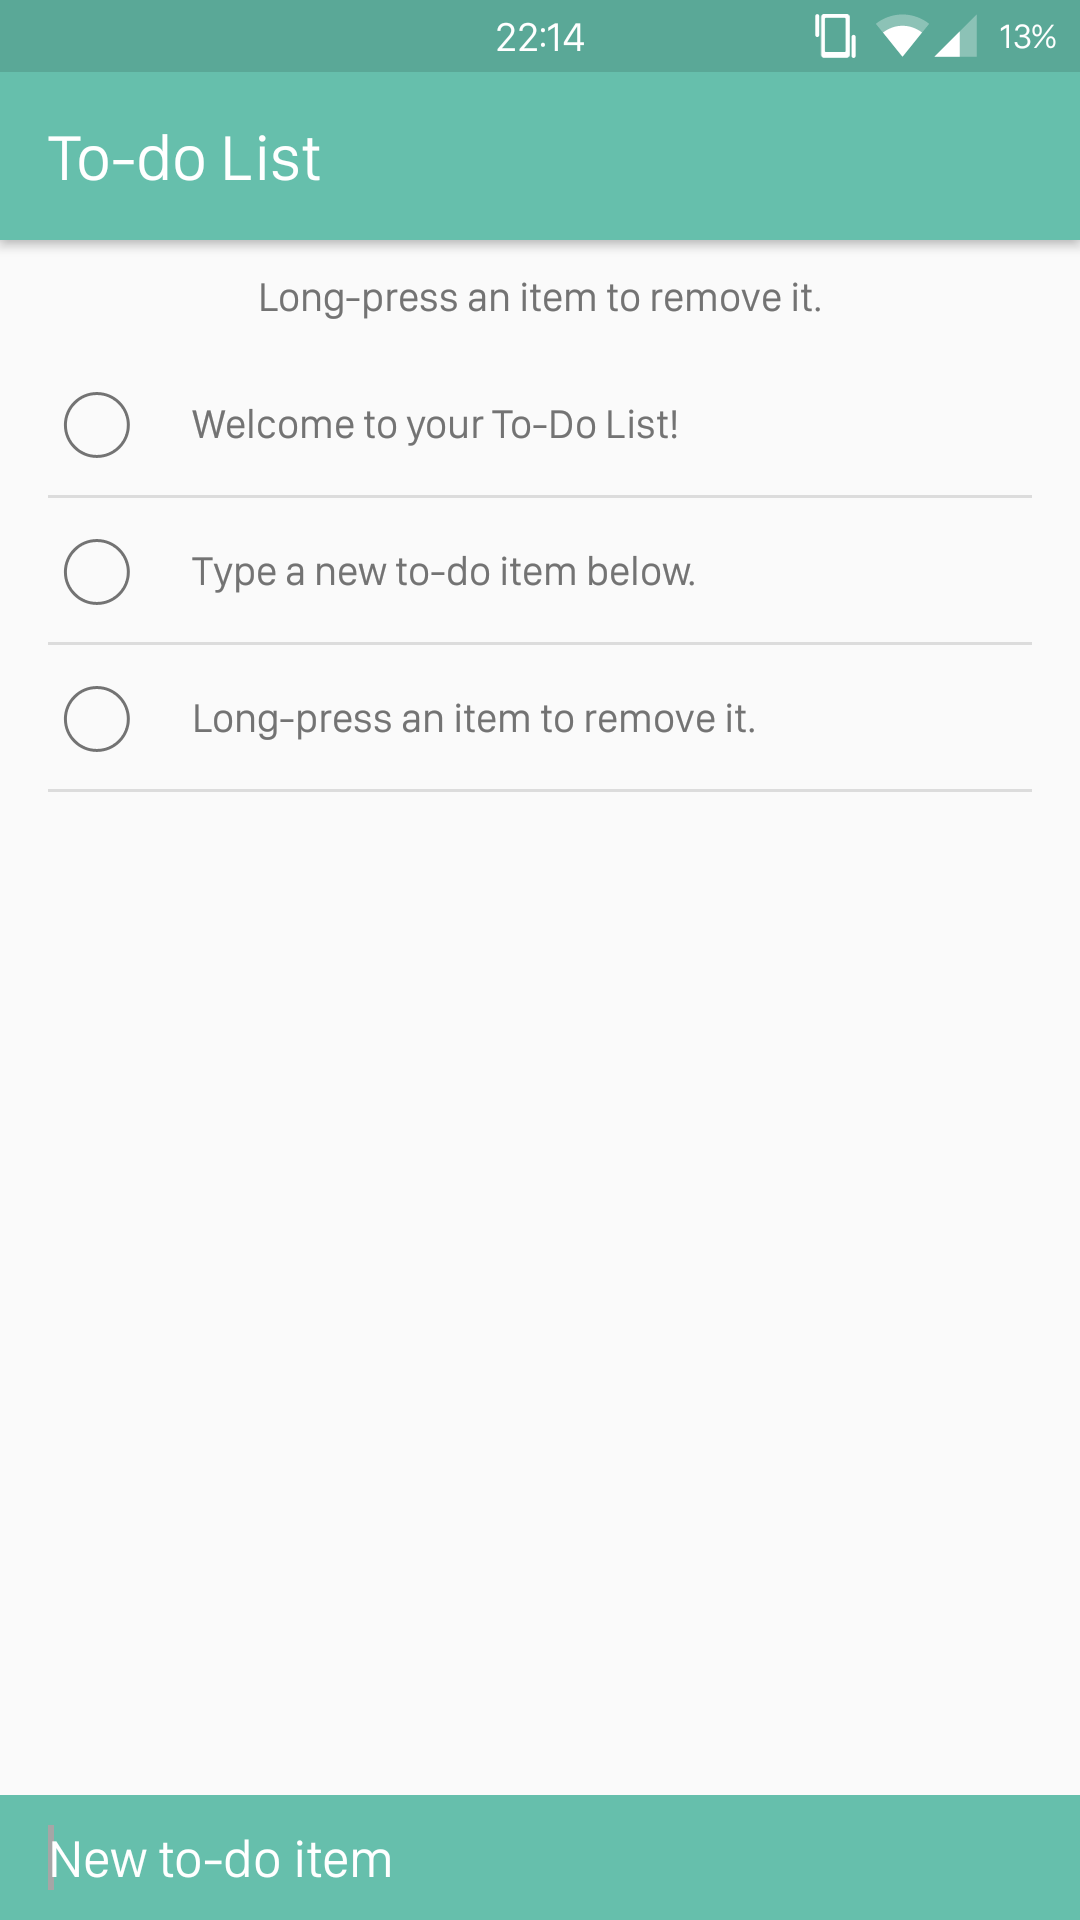 22:14
13%
To-do List
Long-press an item to remove it.
Welcome to your To-Do List!
Type a new to-do item below.
Long-press an item to remove it.
New to-do item